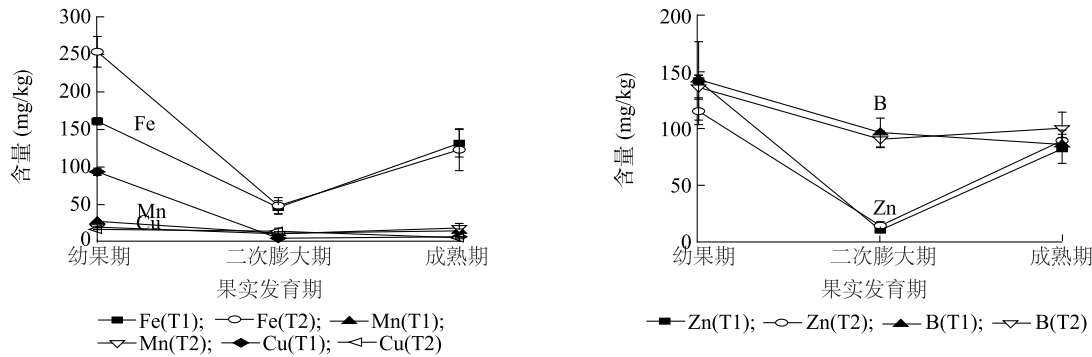 300
250
200
150
100
50
0
含量 (mg/kg)
Fe
Mn
Cu
幼果期 二次膨大期 成熟期
果实发育期
Fe(T1); Fe(T2); Mn(T1);
Mn(T2); Cu(T1); Cu(T2)
200
150
100
50
0
含量 (mg/kg)
B
Zn
幼果期 二次膨大期 成熟期
果实发育期
Zn(T1); Zn(T2); B(T1); B(T2)